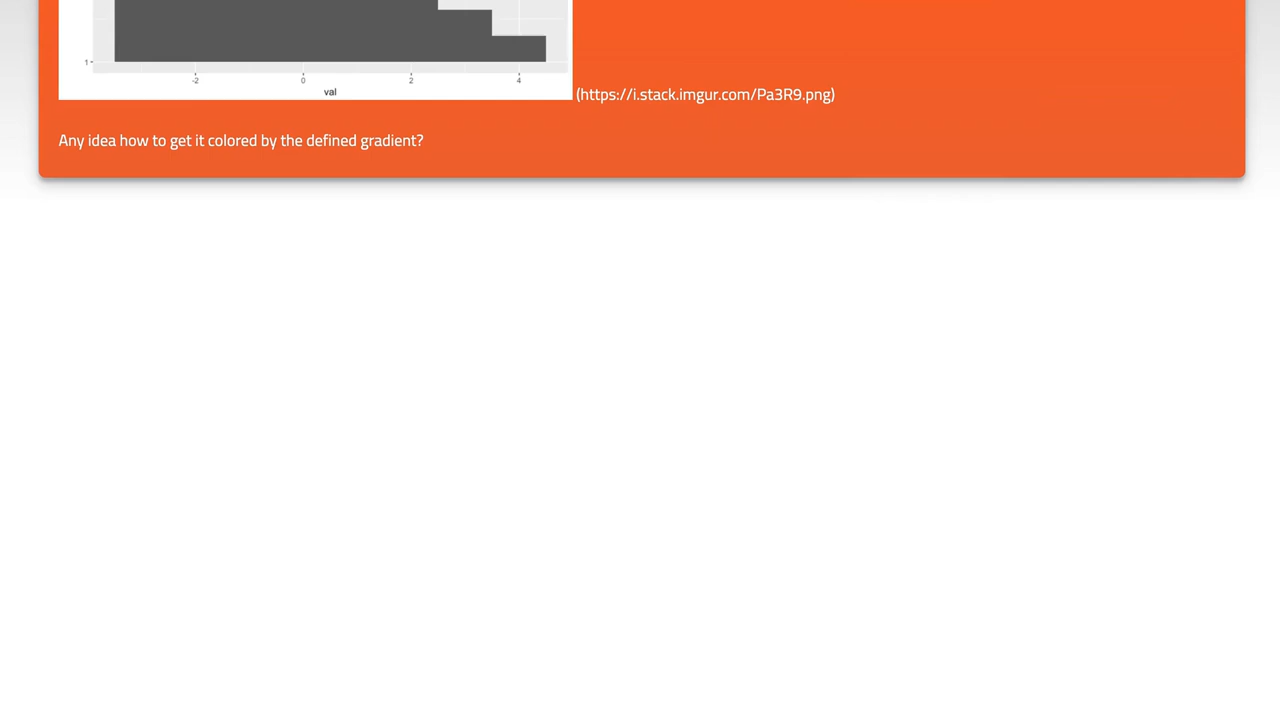 1
-2 0 2 4
val
(https://i.stack.imgur.com/Pa3R9.png)
Any idea how to get it colored by the defined gradient?